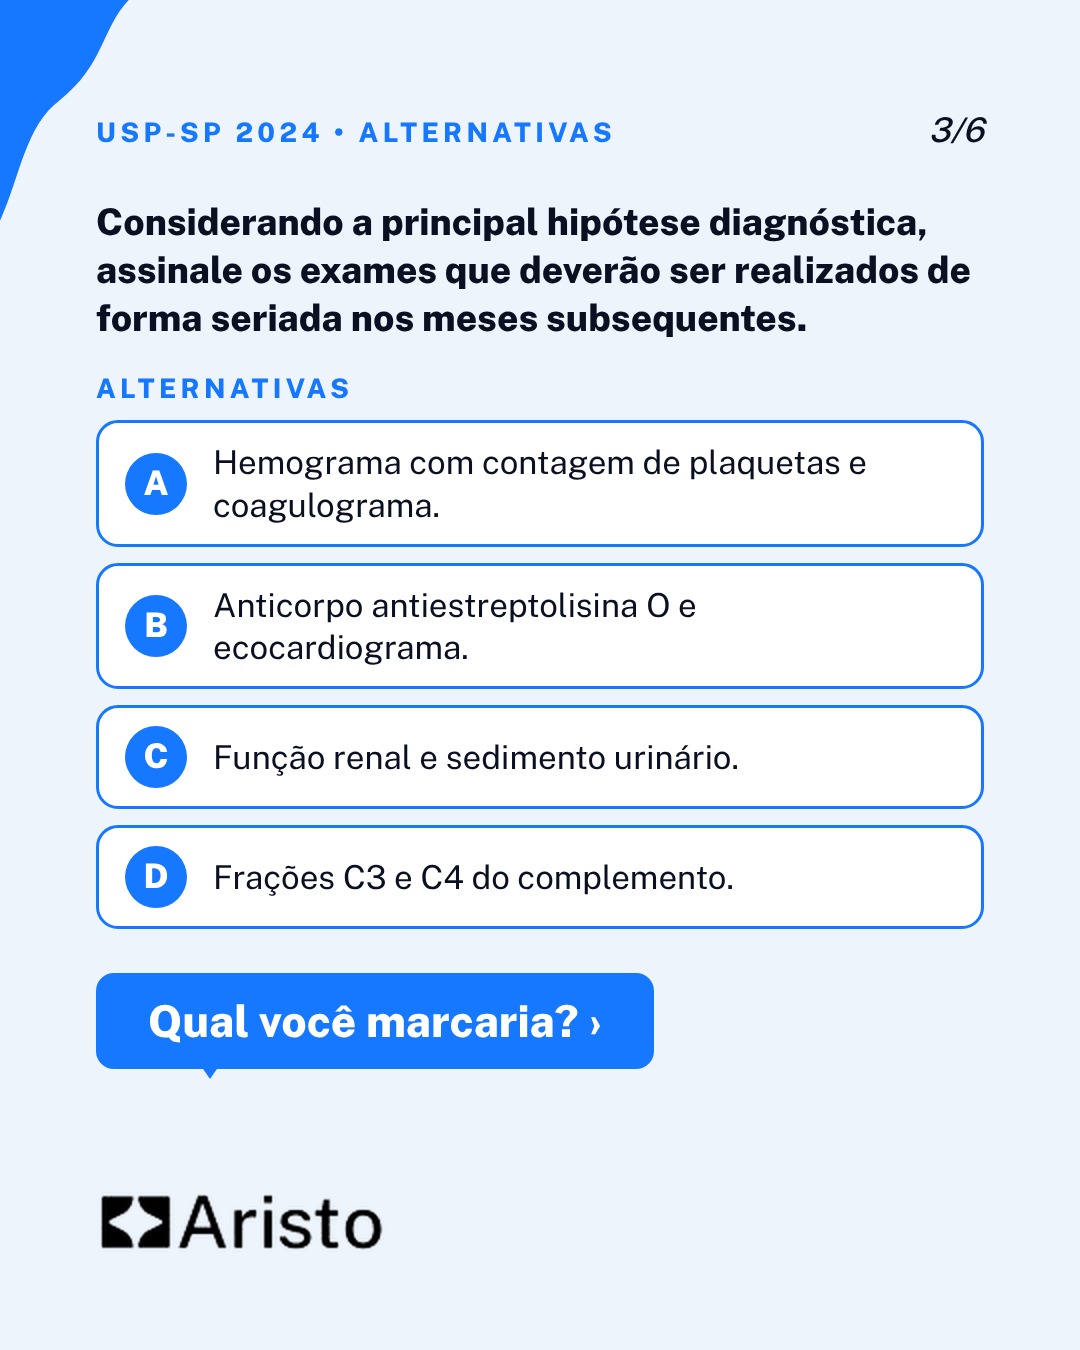 USP-SP 2024 • ALTERNATIVAS
3/6
Considerando a principal hipótese diagnóstica,
assinale os exames que deverão ser realizados de
forma seriada nos meses subsequentes.
ALTERNATIVAS
A
Hemograma com contagem de plaquetas e
coagulograma.
B
Anticorpo antiestreptolisina O e
ecocardiograma.
C
Função renal e sedimento urinário.
D
Frações C3 e C4 do complemento.
Qual você marcaria? ›
Aristo